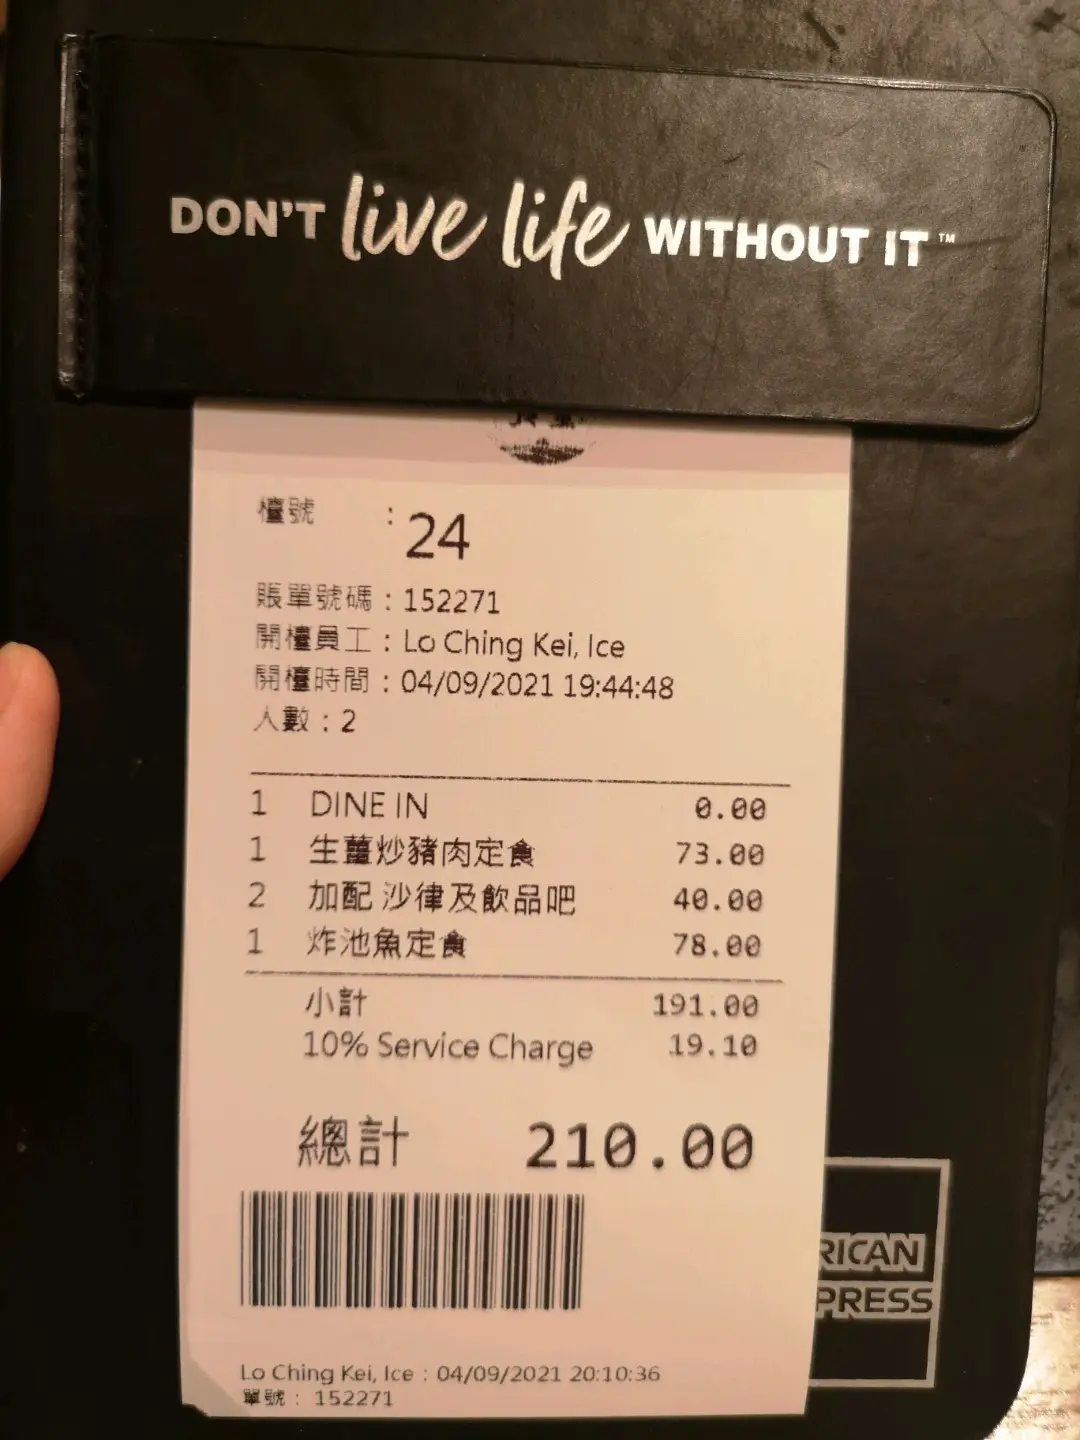 DON'T live life WITHOUT IT™
檯號 : 24
賬單號碼 : 152271
開檯員工 : Lo Ching Kei, Ice
開檯時間 : 04/09/2021 19:44:48
人數 : 2
1 DINE IN 0.00
1 生薑炒豬肉定食 73.00
2 加配 沙律及飲品吧 40.00
1 炸池魚定食 78.00
小計 191.00
10% Service Charge 19.10
總計 210.00
RICAN
PRESS
Lo Ching Kei, Ice : 04/09/2021 20:10:36
單號 : 152271